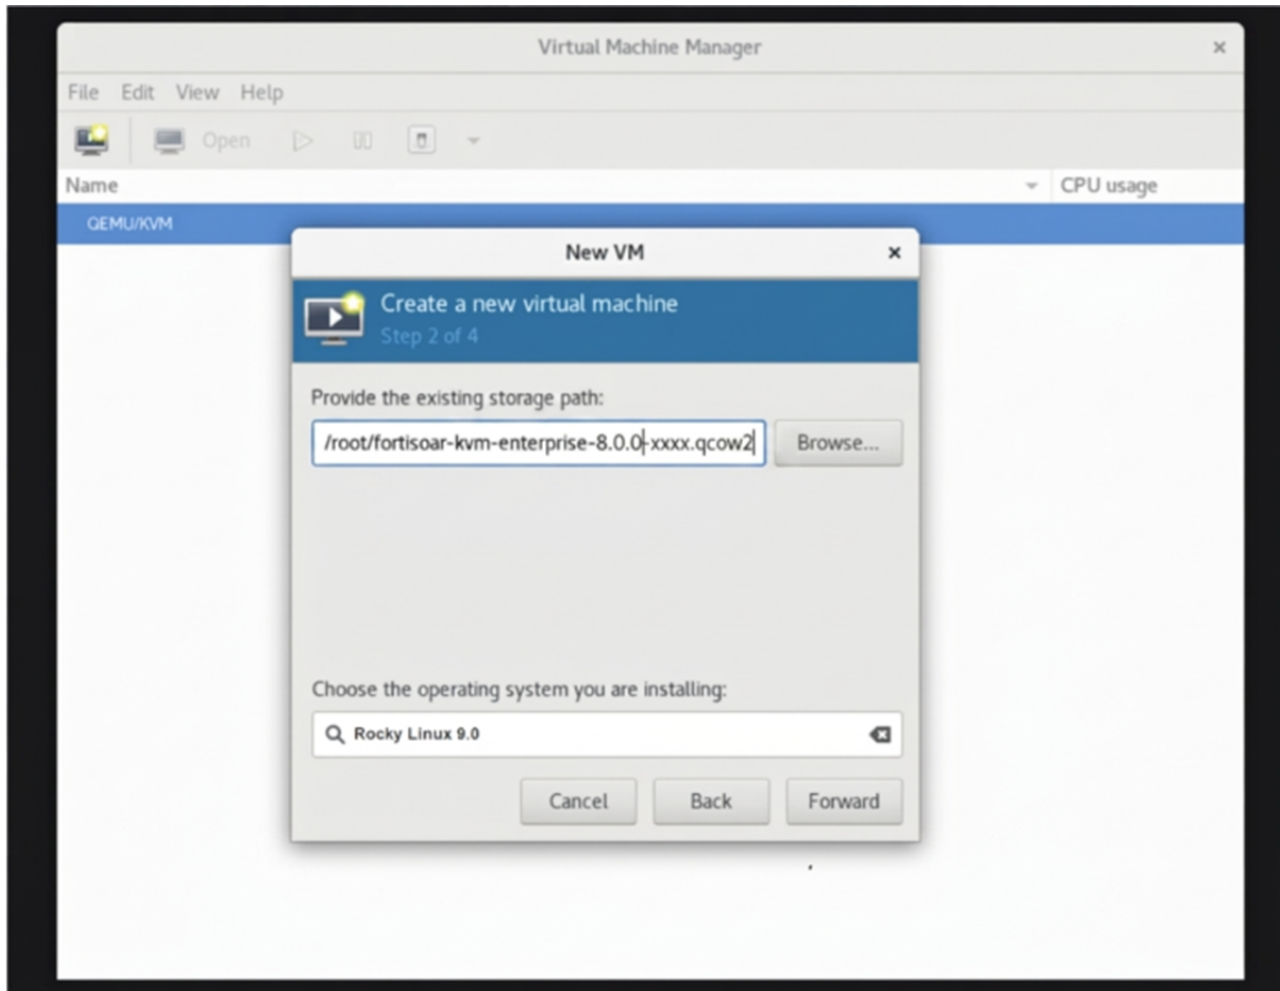 Virtual Machine Manager
File Edit View Help
Open
Name CPU usage
QEMU/KVM
New VM
Create a new virtual machine
Step 2 of 4
Provide the existing storage path:
/root/fortisoar-kvm-enterprise-8.0.0-xxxx.qcow2 Browse...
Choose the operating system you are installing:
Rocky Linux 9.0
Cancel Back Forward